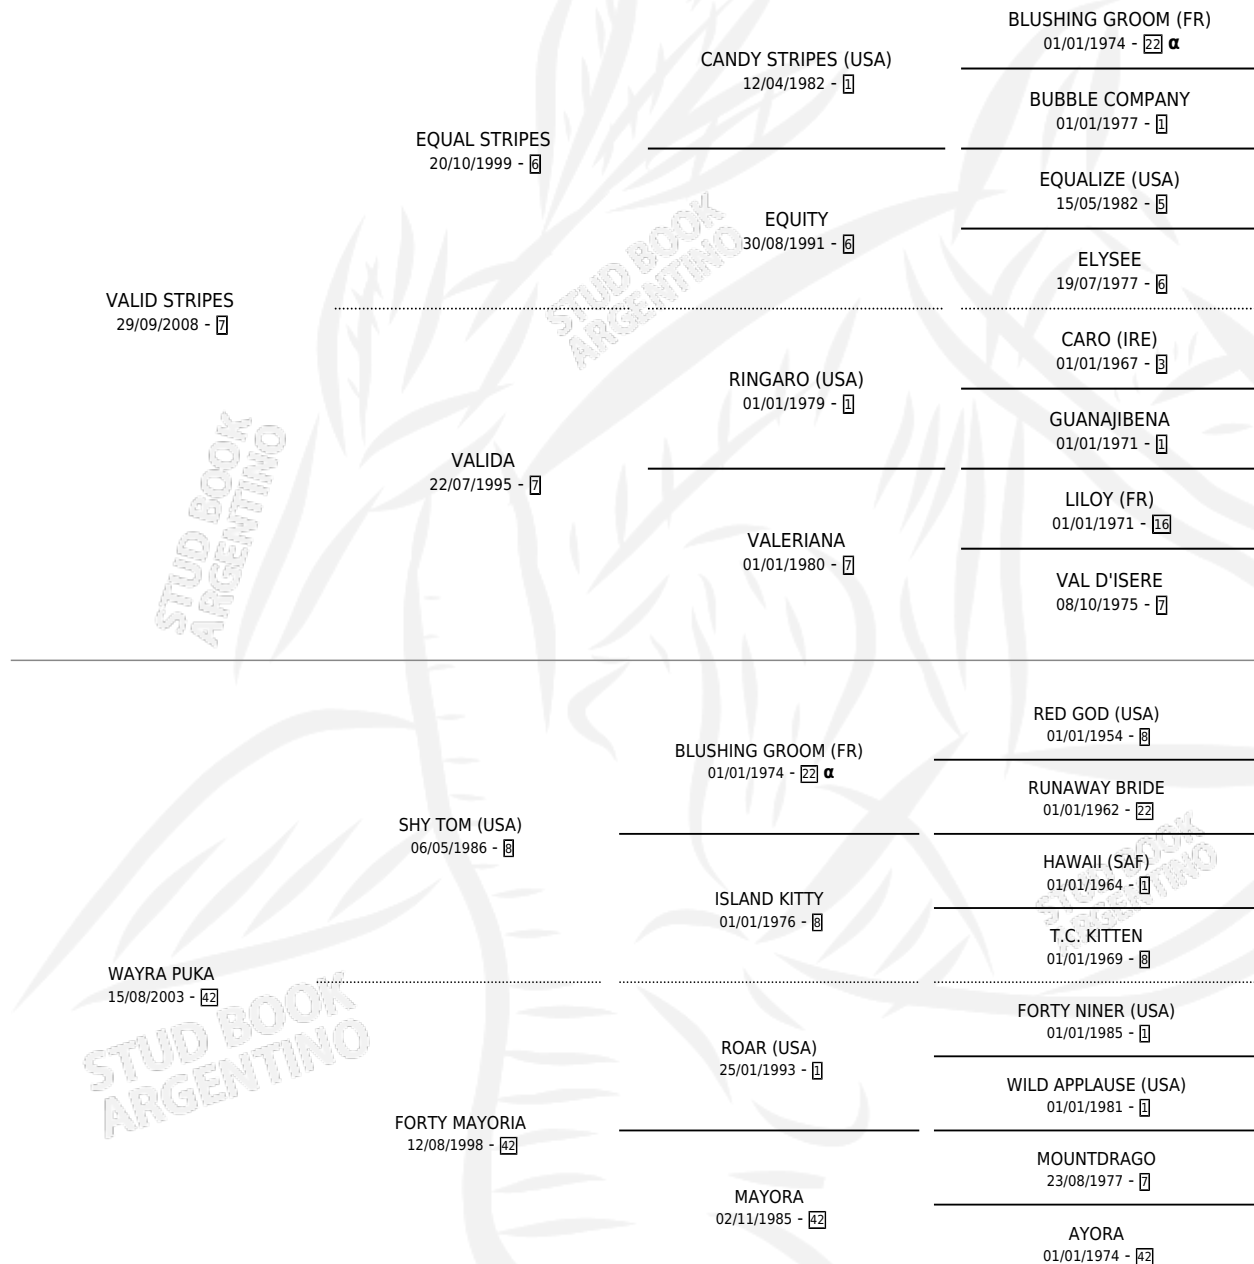 BLUSHING GROOM (FR)
01/01/1974 - 22 α
CANDY STRIPES (USA)
12/04/1982 - 1
BUBBLE COMPANY
01/01/1977 - 1
EQUAL STRIPES
20/10/1999 - 6
EQUALIZE (USA)
15/05/1982 - 5
EQUITY
30/08/1991 - 6
ELYSEE
19/07/1977 - 6
VALID STRIPES
29/09/2008 - 7
STUD BOOK
ARGENTINO
CARO (IRE)
01/01/1967 - 3
RINGARO (USA)
01/01/1979 - 1
GUANAJIBENA
01/01/1971 - 1
VALIDA
22/07/1995 - 7
LILOY (FR)
01/01/1971 - 16
VALERIANA
01/01/1980 - 7
VAL D'ISERE
08/10/1975 - 7
STUD BOOK
ARGENTINO
RED GOD (USA)
01/01/1954 - 8
BLUSHING GROOM (FR)
01/01/1974 - 22 α
RUNAWAY BRIDE
01/01/1962 - 22
SHY TOM (USA)
06/05/1986 - 8
HAWAII (SAF)
01/01/1964 - 1
ISLAND KITTY
01/01/1976 - 8
STUD BOOK
ARGENTINO
T.C. KITTEN
01/01/1969 - 8
WAYRA PUKA
15/08/2003 - 42
STUD BOOK
ARGENTINO
FORTY NINER (USA)
01/01/1985 - 1
ROAR (USA)
25/01/1993 - 1
WILD APPLAUSE (USA)
01/01/1981 - 1
FORTY MAYORIA
12/08/1998 - 42
MOUNTDRAGO
23/08/1977 - 7
MAYORA
02/11/1985 - 42
AYORA
01/01/1974 - 42